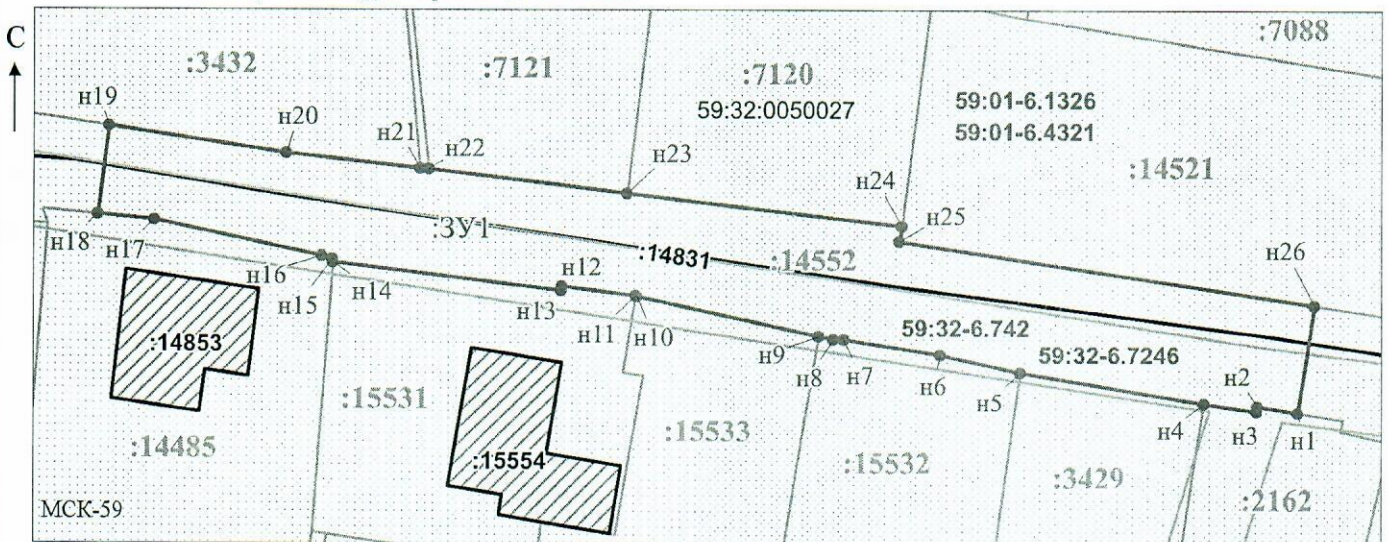 С
:7088
:3432
:7121
:7120
59:32:0050027
59:01-6.1326
59:01-6.4321
:14521
н19
н20
н21
н22
н23
н24
н25
н26
:ЗУ1
:14831
:14552
н18
н17
н16
н15
н14
н12
н13
н11
н10
н9
н8
н7
59:32-6.742
59:32-6.7246
н6
н5
н4
н2
н3
н1
:14853
:15531
:15533
:14485
:15554
:15532
:3429
:2162
МСК-59